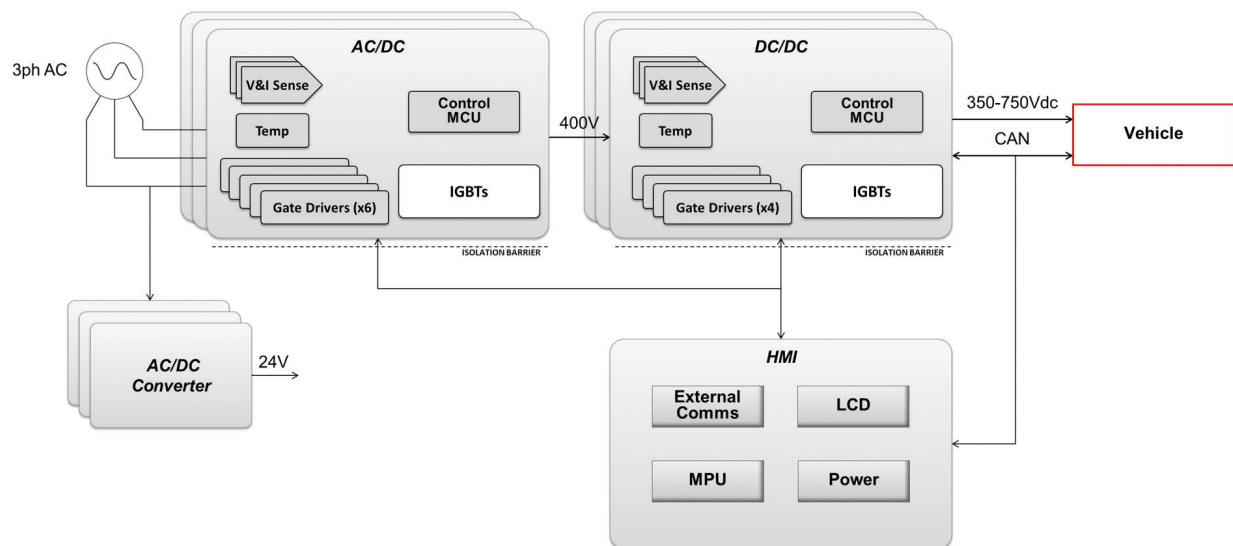 3ph AC
AC/DC
V&I Sense
Temp
Control
MCU
IGBTs
Gate Drivers (x6)
ISOLATION BARRIER
400V
DC/DC
V&I Sense
Temp
Control
MCU
IGBTs
Gate Drivers (x4)
ISOLATION BARRIER
350-750Vdc
CAN
Vehicle
AC/DC
Converter
24V
HMI
External
Comms
LCD
MPU
Power